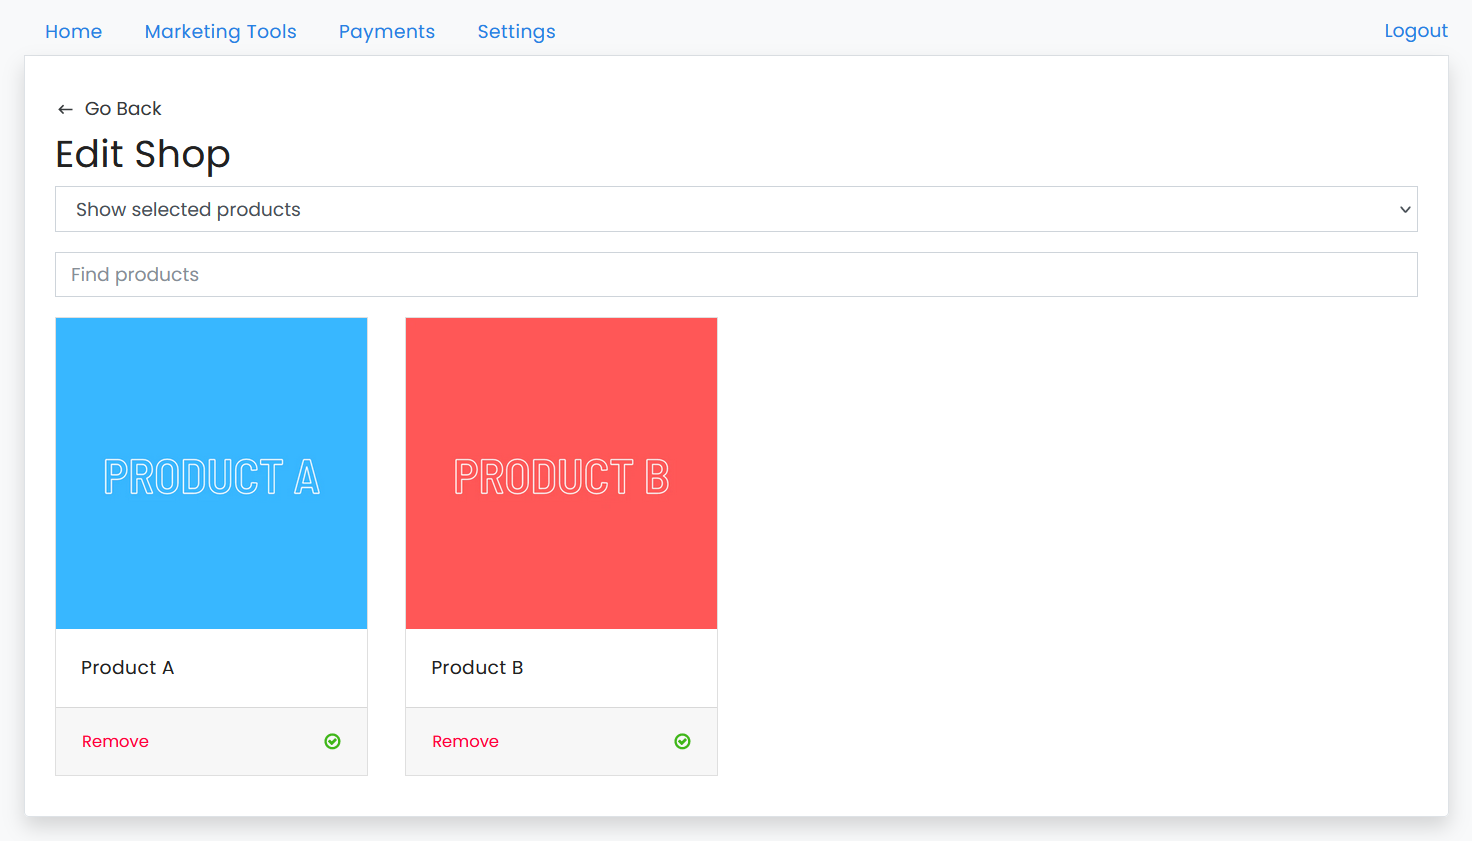 Home Marketing Tools Payments Settings Logout
← Go Back
Edit Shop
Show selected products
Find products
PRODUCT A PRODUCT B
Product A Product B
Remove Remove